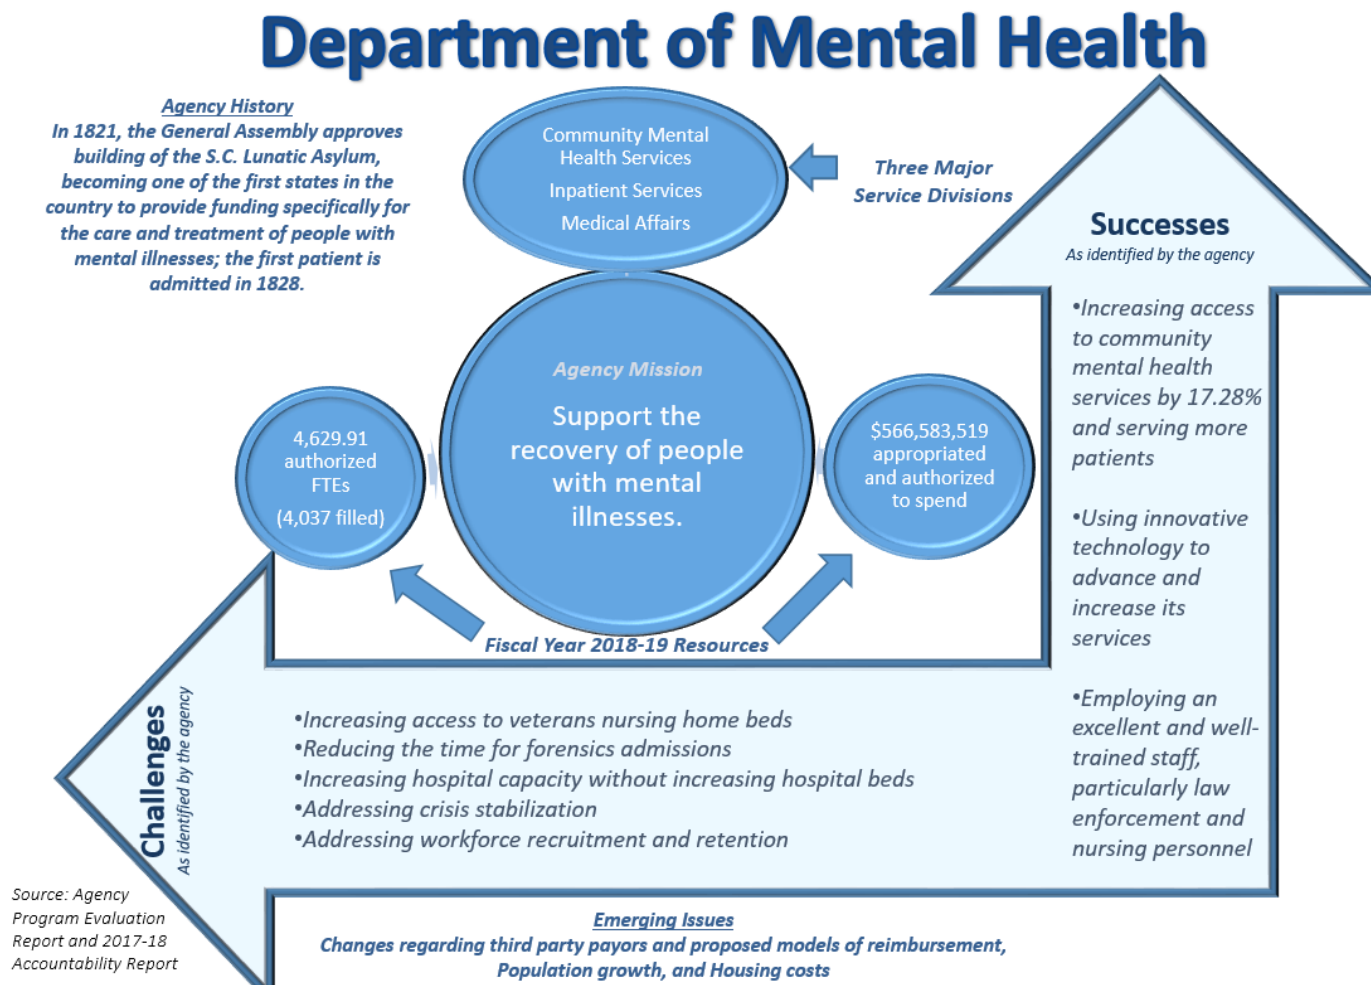 Department of Mental Health
Agency History
In 1821, the General Assembly approves
building of the S.C. Lunatic Asylum,
becoming one of the first states in the
country to provide funding specifically for
the care and treatment of people with
mental illnesses; the first patient is
admitted in 1828.
Community Mental
Health Services
Inpatient Services
Medical Affairs
Three Major
Service Divisions
Agency Mission
Support the
recovery of people
with mental
illnesses.
4,629.91
authorized
FTEs
(4,037 filled)
$566,583,519
appropriated
and authorized
to spend
Fiscal Year 2018-19 Resources
Successes
As identified by the agency
•Increasing access
to community
mental health
services by 17.28%
and serving more
patients
•Using innovative
technology to
advance and
increase its
services
•Employing an
excellent and well-
trained staff,
particularly law
enforcement and
nursing personnel
Challenges
As identified by the agency
•Increasing access to veterans nursing home beds
•Reducing the time for forensics admissions
•Increasing hospital capacity without increasing hospital beds
•Addressing crisis stabilization
•Addressing workforce recruitment and retention
Source: Agency
Program Evaluation
Report and 2017-18
Accountability Report
Emerging Issues
Changes regarding third party payors and proposed models of reimbursement,
Population growth, and Housing costs